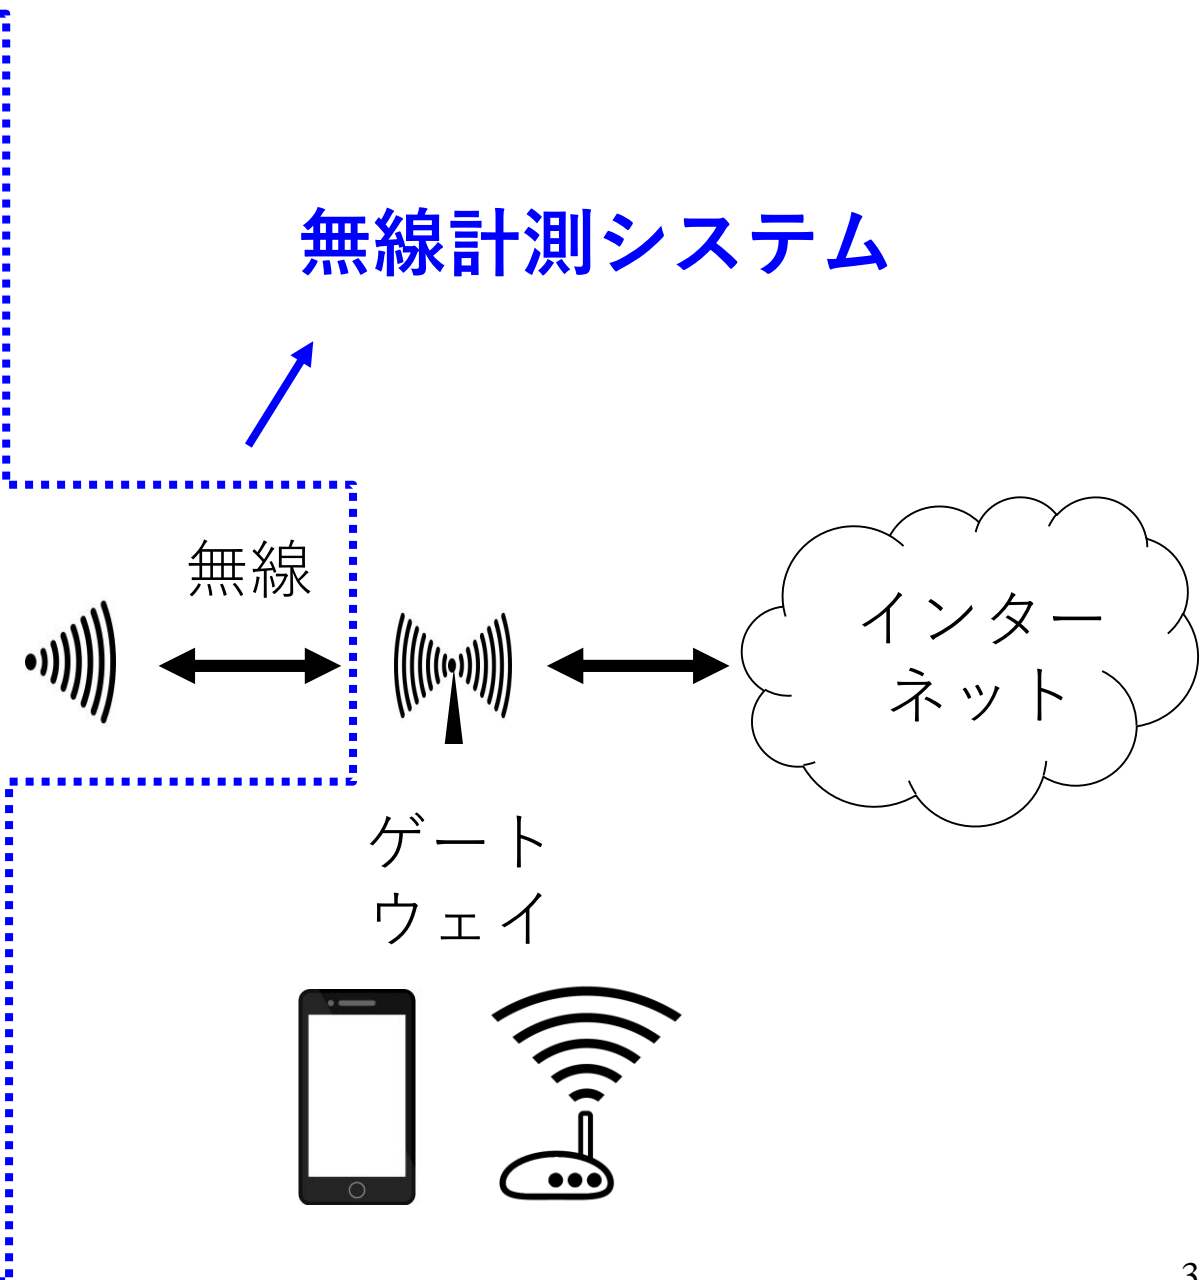 無線計測システム
無線
インター
ネット
ゲート
ウェイ
3